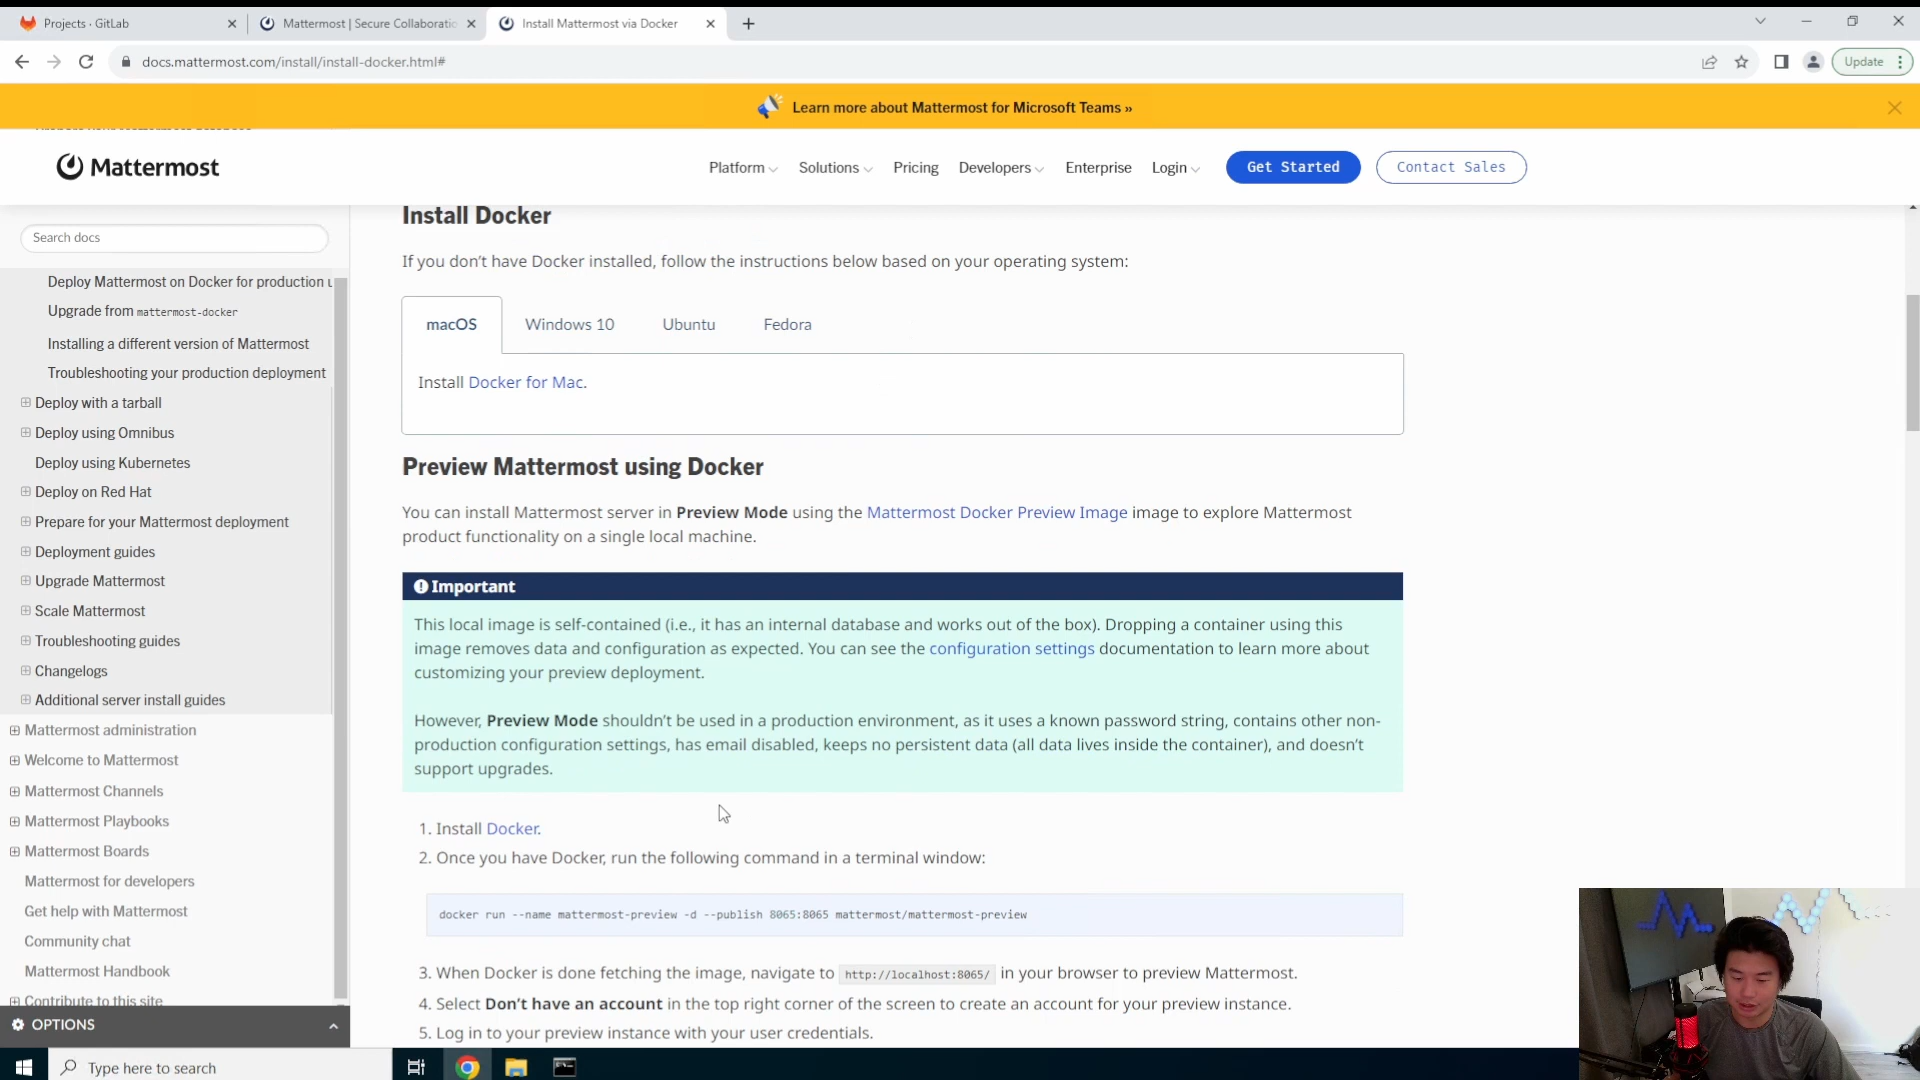 Projects · GitLab
Mattermost | Secure Collaboratio
Install Mattermost via Docker
docs.mattermost.com/install/install-docker.html#
Update
Learn more about Mattermost for Microsoft Teams »
Mattermost
Platform
Solutions
Pricing
Developers
Enterprise
Login
Get Started
Contact Sales
Search docs
Deploy Mattermost on Docker for production u
Upgrade from mattermost-docker
Installing a different version of Mattermost
Troubleshooting your production deployment
Deploy with a tarball
Deploy using Omnibus
Deploy using Kubernetes
Deploy on Red Hat
Prepare for your Mattermost deployment
Deployment guides
Upgrade Mattermost
Scale Mattermost
Troubleshooting guides
Changelogs
Additional server install guides
Mattermost administration
Welcome to Mattermost
Mattermost Channels
Mattermost Playbooks
Mattermost Boards
Mattermost for developers
Get help with Mattermost
Community chat
Mattermost Handbook
Contribute to this site
OPTIONS
Install Docker
If you don’t have Docker installed, follow the instructions below based on your operating system:
macOS
Windows 10
Ubuntu
Fedora
Install Docker for Mac.
Preview Mattermost using Docker
You can install Mattermost server in Preview Mode using the Mattermost Docker Preview Image image to explore Mattermost
product functionality on a single local machine.
Important
This local image is self-contained (i.e., it has an internal database and works out of the box). Dropping a container using this
image removes data and configuration as expected. You can see the configuration settings documentation to learn more about
customizing your preview deployment.
However, Preview Mode shouldn’t be used in a production environment, as it uses a known password string, contains other non-
production configuration settings, has email disabled, keeps no persistent data (all data lives inside the container), and doesn’t
support upgrades.
1. Install Docker.
2. Once you have Docker, run the following command in a terminal window:
docker run --name mattermost-preview -d --publish 8065:8065 mattermost/mattermost-preview
3. When Docker is done fetching the image, navigate to http://localhost:8065/ in your browser to preview Mattermost.
4. Select Don’t have an account in the top right corner of the screen to create an account for your preview instance.
5. Log in to your preview instance with your user credentials.
Type here to search